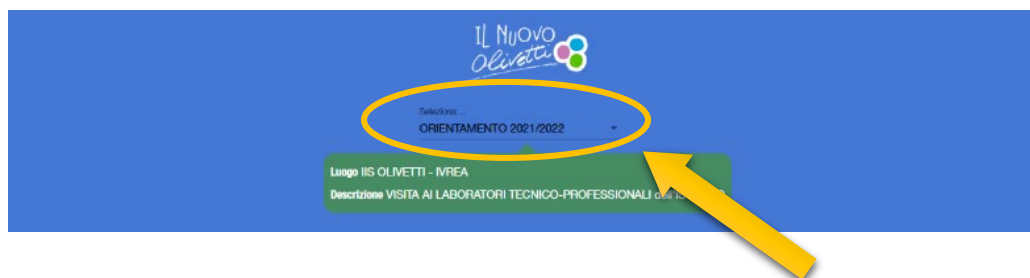 IL NUOVO
Olivetti
Seleziona ...
ORIENTAMENTO 2021/2022
Luogo IIS OLIVETTI - IVREA
Descrizione VISITA AI LABORATORI TECNICO-PROFESSIONALI